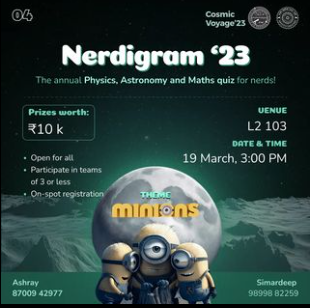 04
Cosmic
Voyage'23
Nerdigram ‘23
The annual Physics, Astronomy and Maths quiz for nerds!
Prizes worth:
₹10 k
VENUE
L2 103
DATE & TIME
19 March, 3:00 PM
• Open for all
• Participate in teams
of 3 or less
• On-spot registration
THEME
MINIONS
Ashray
87009 42977
Simardeep
98998 82259